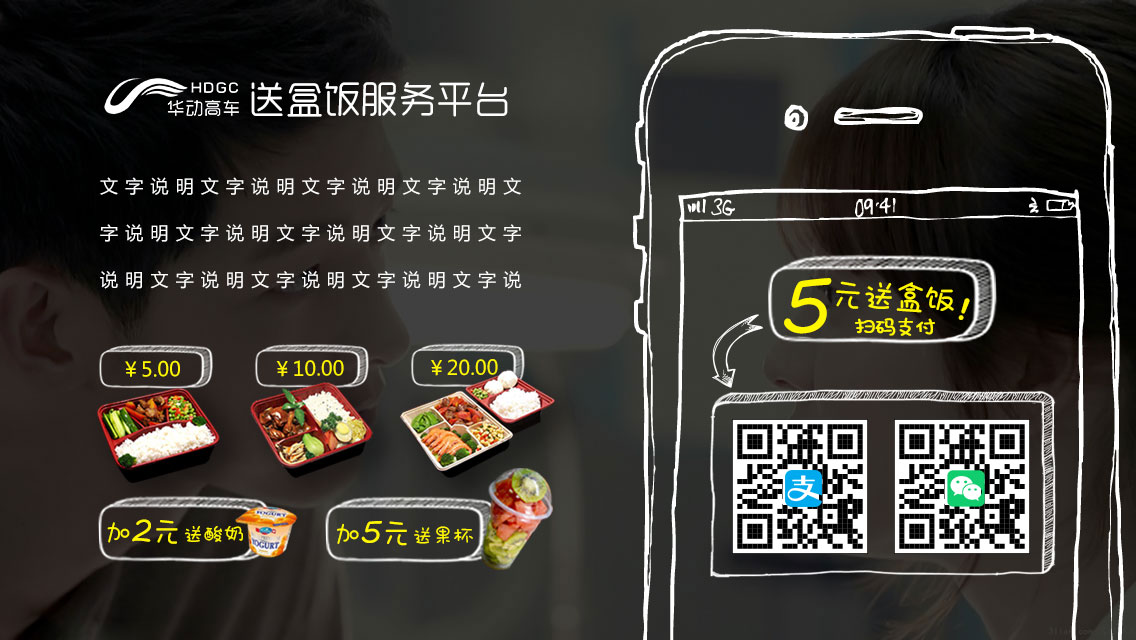 HDGC
华动高车
送盒饭服务平台
文字说明文字说明文字说明文字说明文
字说明文字说明文字说明文字说明文字
说明文字说明文字说明文字说明文字说
￥5.00
￥10.00
￥20.00
加2元送酸奶
YOGURT
YOGURT
加5元送果杯
3G
09:41
5元送盒饭!
扫码支付
支